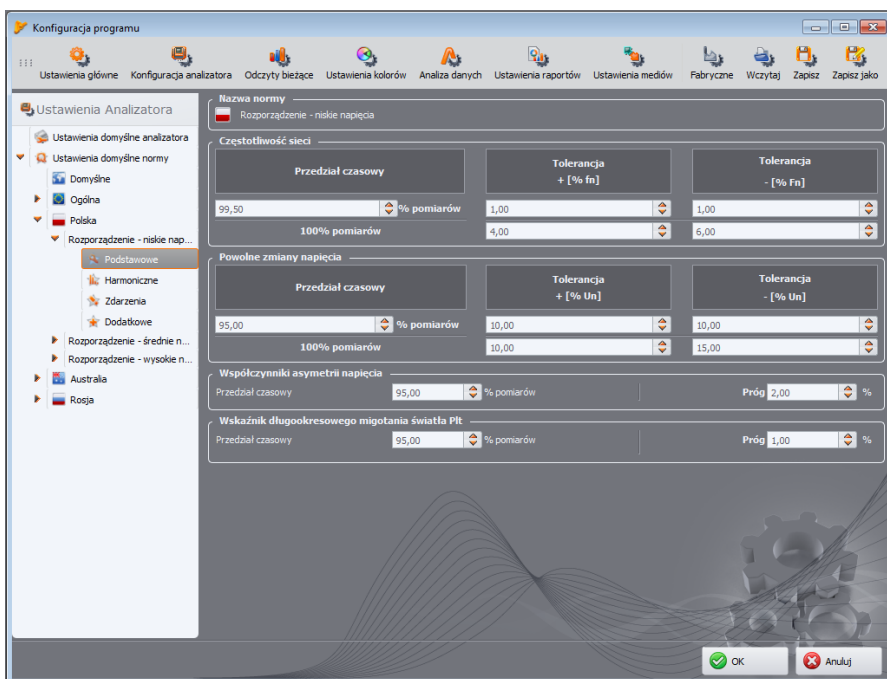 Konfiguracja programu
Ustawienia główne Konfiguracja analizatora Odczyty bieżące Ustawienia kolorów Analiza danych Ustawienia raportów Ustawienia mediów Fabryczne Wczytaj Zapisz Zapisz jako
Ustawienia Analizatora
Ustawienia domyślne analizatora
Ustawienia domyślne normy
Domyślne
Ogólna
Polska
Rozporządzenie - niskie nap...
Podstawowe
Harmoniczne
Zdarzenia
Dodatkowe
Rozporządzenie - średnie n...
Rozporządzenie - wysokie n...
Australia
Rosja
Nazwa normy
Rozporządzenie - niskie napięcia
Częstotliwość sieci
Przedział czasowy
Tolerancja
+ [% fn]
Tolerancja
- [% Fn]
99,50 % pomiarów 1,00 1,00
100% pomiarów 4,00 6,00
Powolne zmiany napięcia
Przedział czasowy
Tolerancja
+ [% Un]
Tolerancja
- [% Un]
95,00 % pomiarów 10,00 10,00
100% pomiarów 10,00 15,00
Współczynniki asymetrii napięcia
Przedział czasowy 95,00 % pomiarów Próg 2,00 %
Wskaźnik długookresowego migotania światła Plt
Przedział czasowy 95,00 % pomiarów Próg 1,00 %
OK Anuluj